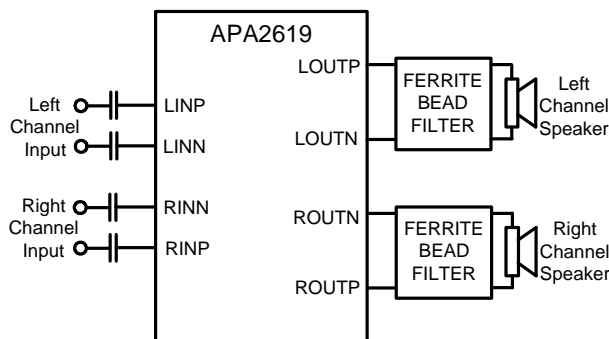 APA2619
Left
Channel
Input
LINP
LINN
Right
Channel
Input
RINN
RINP
LOUTP
LOUTN
FERRITE
BEAD
FILTER
Left
Channel
Speaker
ROUTN
ROUTP
FERRITE
BEAD
FILTER
Right
Channel
Speaker